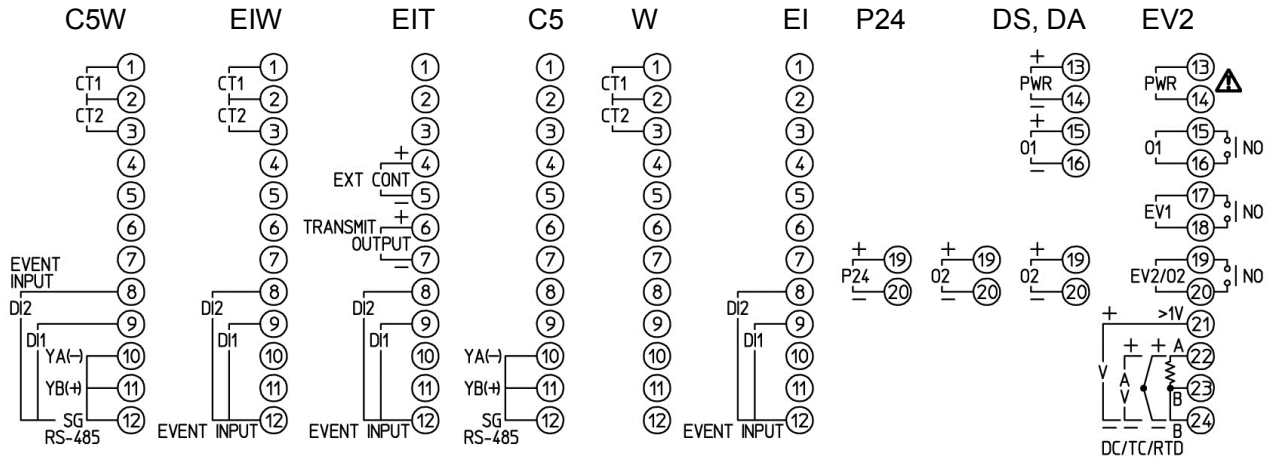 C5W EIW EIT C5 W EI P24 DS, DA EV2
1 1 1 1 1 1 + 13 13
CT1 CT1 CT1 PWR PWR
2 2 2 2 2 2 − 14 14
CT2 CT2 CT2
3 3 3 3 3 3 + 15 15
O1 O1 NO
4 4 + 4 4 4 4 − 16 16
EXT CONT
5 5 − 5 5 5 5 17
EV1 NO
6 6 TRANSMIT + 6 6 6 6 18
OUTPUT
7 7 − 7 7 7 7 + 19 + 19 + 19 19
EVENT
INPUT
P24 O2 O2 EV2/O2 NO
8 8 8 8 8 8 − 20 − 20 − 20 20
DI2 DI2 DI2 DI2
9 9 9 9 9 9 + >1V 21
DI1 DI1 DI1 DI1
YA(−) 10 10 10 YA(−) 10 10 10 + + A 22
V A
V
YB(+) 11 11 11 YB(+) 11 11 11 23
B
SG 12 EVENT INPUT 12 EVENT INPUT 12 SG 12 12 EVENT INPUT 12 − − − B 24
RS-485 RS-485
DC/TC/RTD